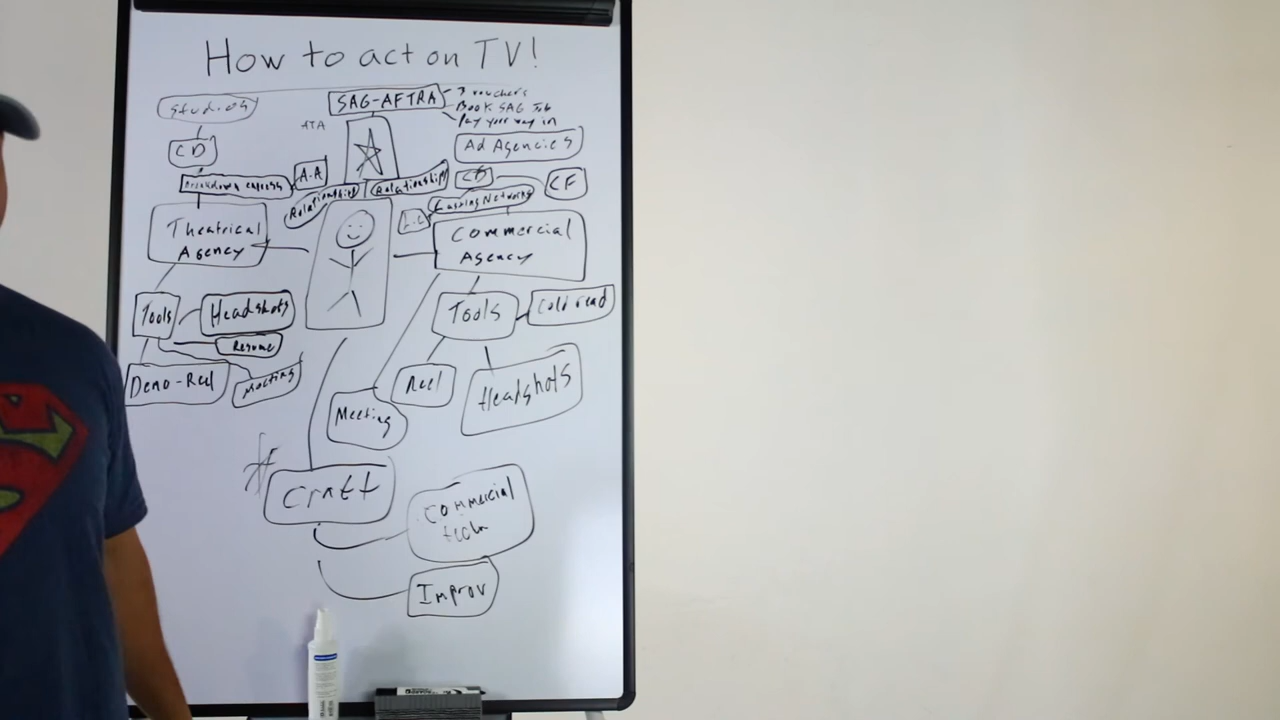 How to act on TV!
Studios
SAG-AFTRA
3 vouchers
Book SAG Job
Pay your way in
ATA
CD
Ad Agencies
A-A
Breakdown express
Relationships
Relationships
CD
CF
Casting Networks
L.C
Theatrical
Agency
Commercial
Agency
Tools
Headshots
Resume
Demo-Reel
Meeting
Tools
Cold read
Reel
Headshots
Meeting
Craft
Commercial
tech
Improv